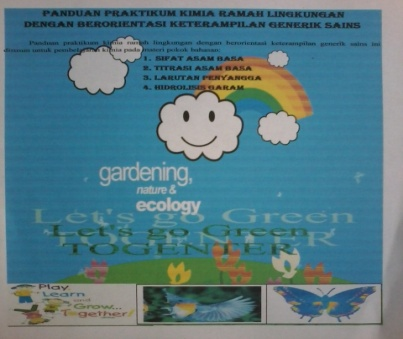 PANDUAN PRAKTIKUM KIMIA RAMAH LINGKUNGAN
DENGAN BERORIENTASI KETERAMPILAN GENERIK SAINS
Panduan praktikum kimia ramah lingkungan dengan berorientasi keterampilan generik sains ini
disusun untuk pembelajaran kimia pada materi pokok bahasan:
1. SIFAT ASAM BASA
2. TITRASI ASAM BASA
3. LARUTAN PENYANGGA
4. HIDROLISIS GARAM
gardening,
nature &
ecology
Let's go Green
Let's go Green
TOGENTER
Play,
Learn
and
Grow...
Together!